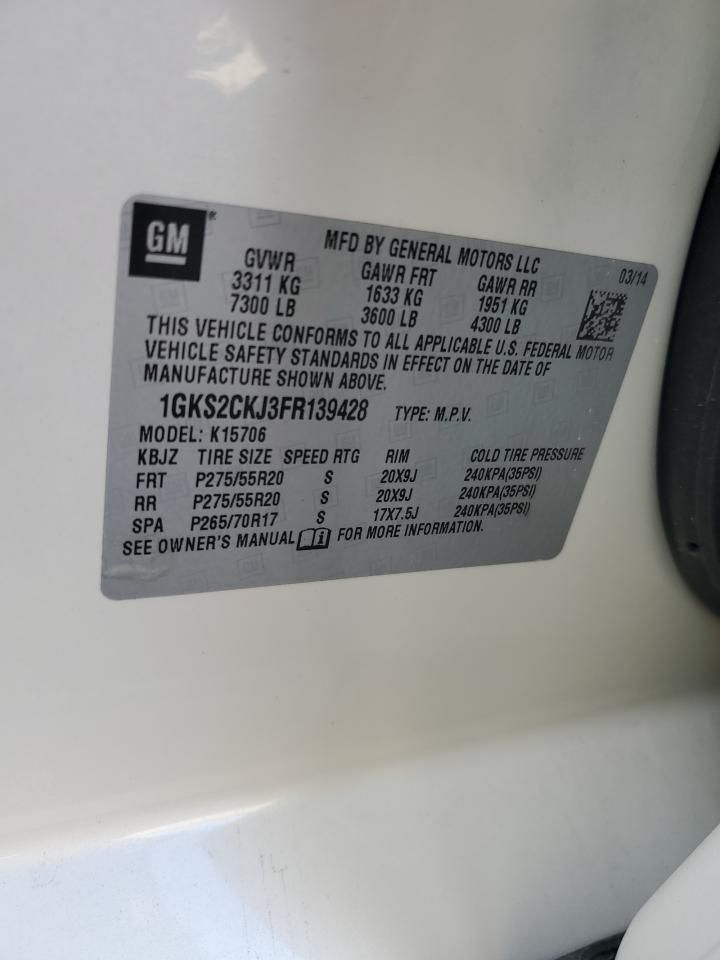 GM®
MFD BY GENERAL MOTORS LLC 03/14
GVWR GAWR FRT GAWR RR
3311 KG 1633 KG 1951 KG
7300 LB 3600 LB 4300 LB
THIS VEHICLE CONFORMS TO ALL APPLICABLE U.S. FEDERAL MOTOR
VEHICLE SAFETY STANDARDS IN EFFECT ON THE DATE OF
MANUFACTURE SHOWN ABOVE.
1GKS2CKJ3FR139428 TYPE: M.P.V.
MODEL: K15706
KBJZ TIRE SIZE SPEED RTG RIM COLD TIRE PRESSURE
FRT P275/55R20 S 20X9J 240KPA(35PSI)
RR P275/55R20 S 20X9J 240KPA(35PSI)
SPA P265/70R17 S 17X7.5J 240KPA(35PSI)
SEE OWNER'S MANUAL FOR MORE INFORMATION.